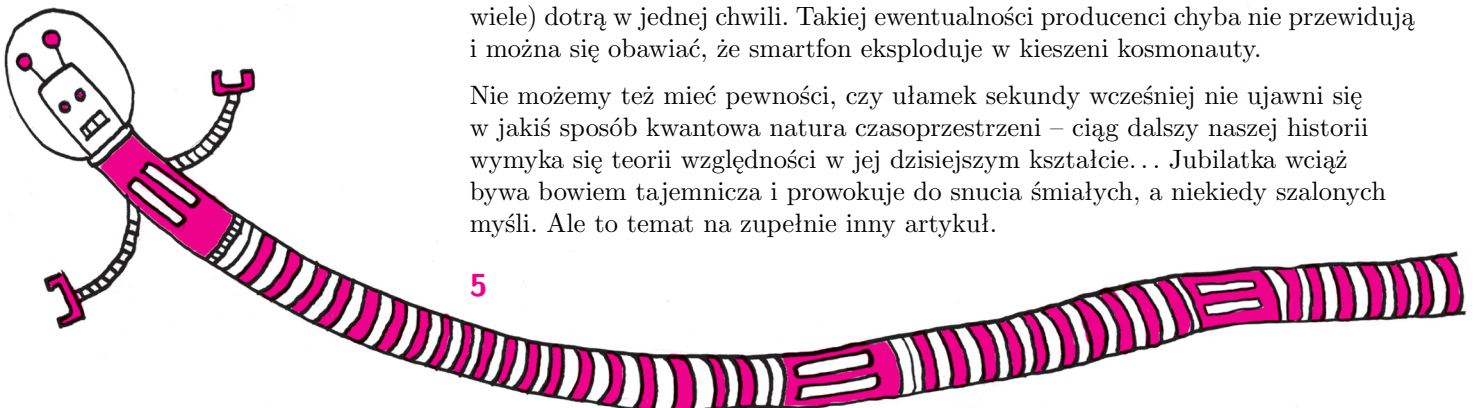 wiele) dotrą w jednej chwili. Takiej ewentualności producenci chyba nie przewidują
i można się obawiać, że smartfon eksploduje w kieszeni kosmonauty.
Nie możemy też mieć pewności, czy ułamek sekundy wcześniej nie ujawni się
w jakiś sposób kwantowa natura czasoprzestrzeni – ciąg dalszy naszej historii
wymyka się teorii względności w jej dzisiejszym kształcie... Jubilatka wciąż
bywa bowiem tajemnicza i prowokuje do snucia śmiałych, a niekiedy szalonych
myśli. Ale to temat na zupełnie inny artykuł.
5